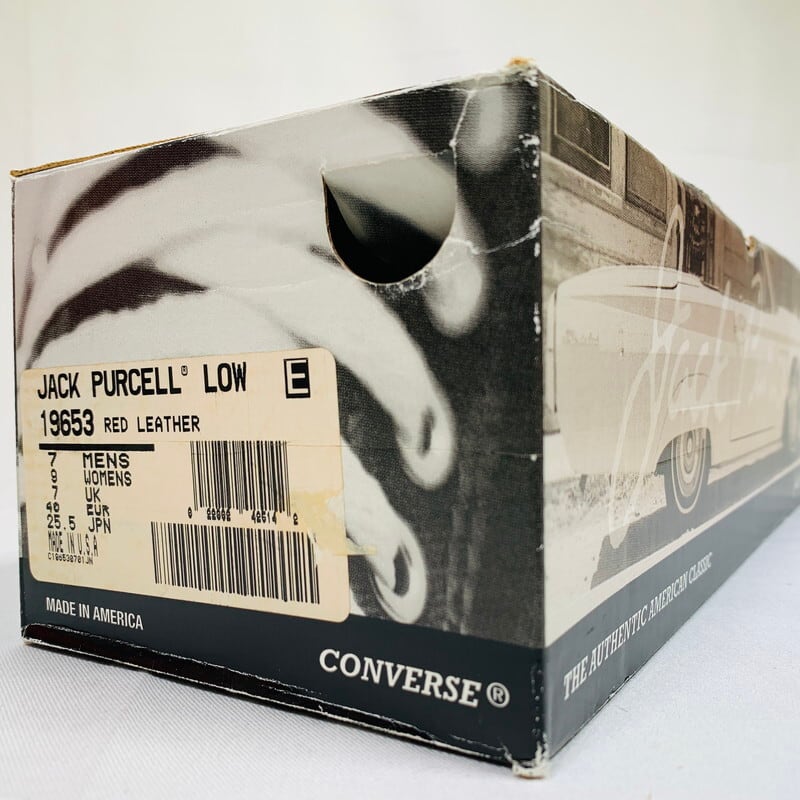 JACK PURCELL® LOW E
19653 RED LEATHER
7 MENS
9 WOMENS
7 UK
40 EUR
25.5 JPN
MADE IN U.S.A
MADE IN AMERICA
CONVERSE®
Jack
THE AUTHENTIC AMERICAN CLASSIC